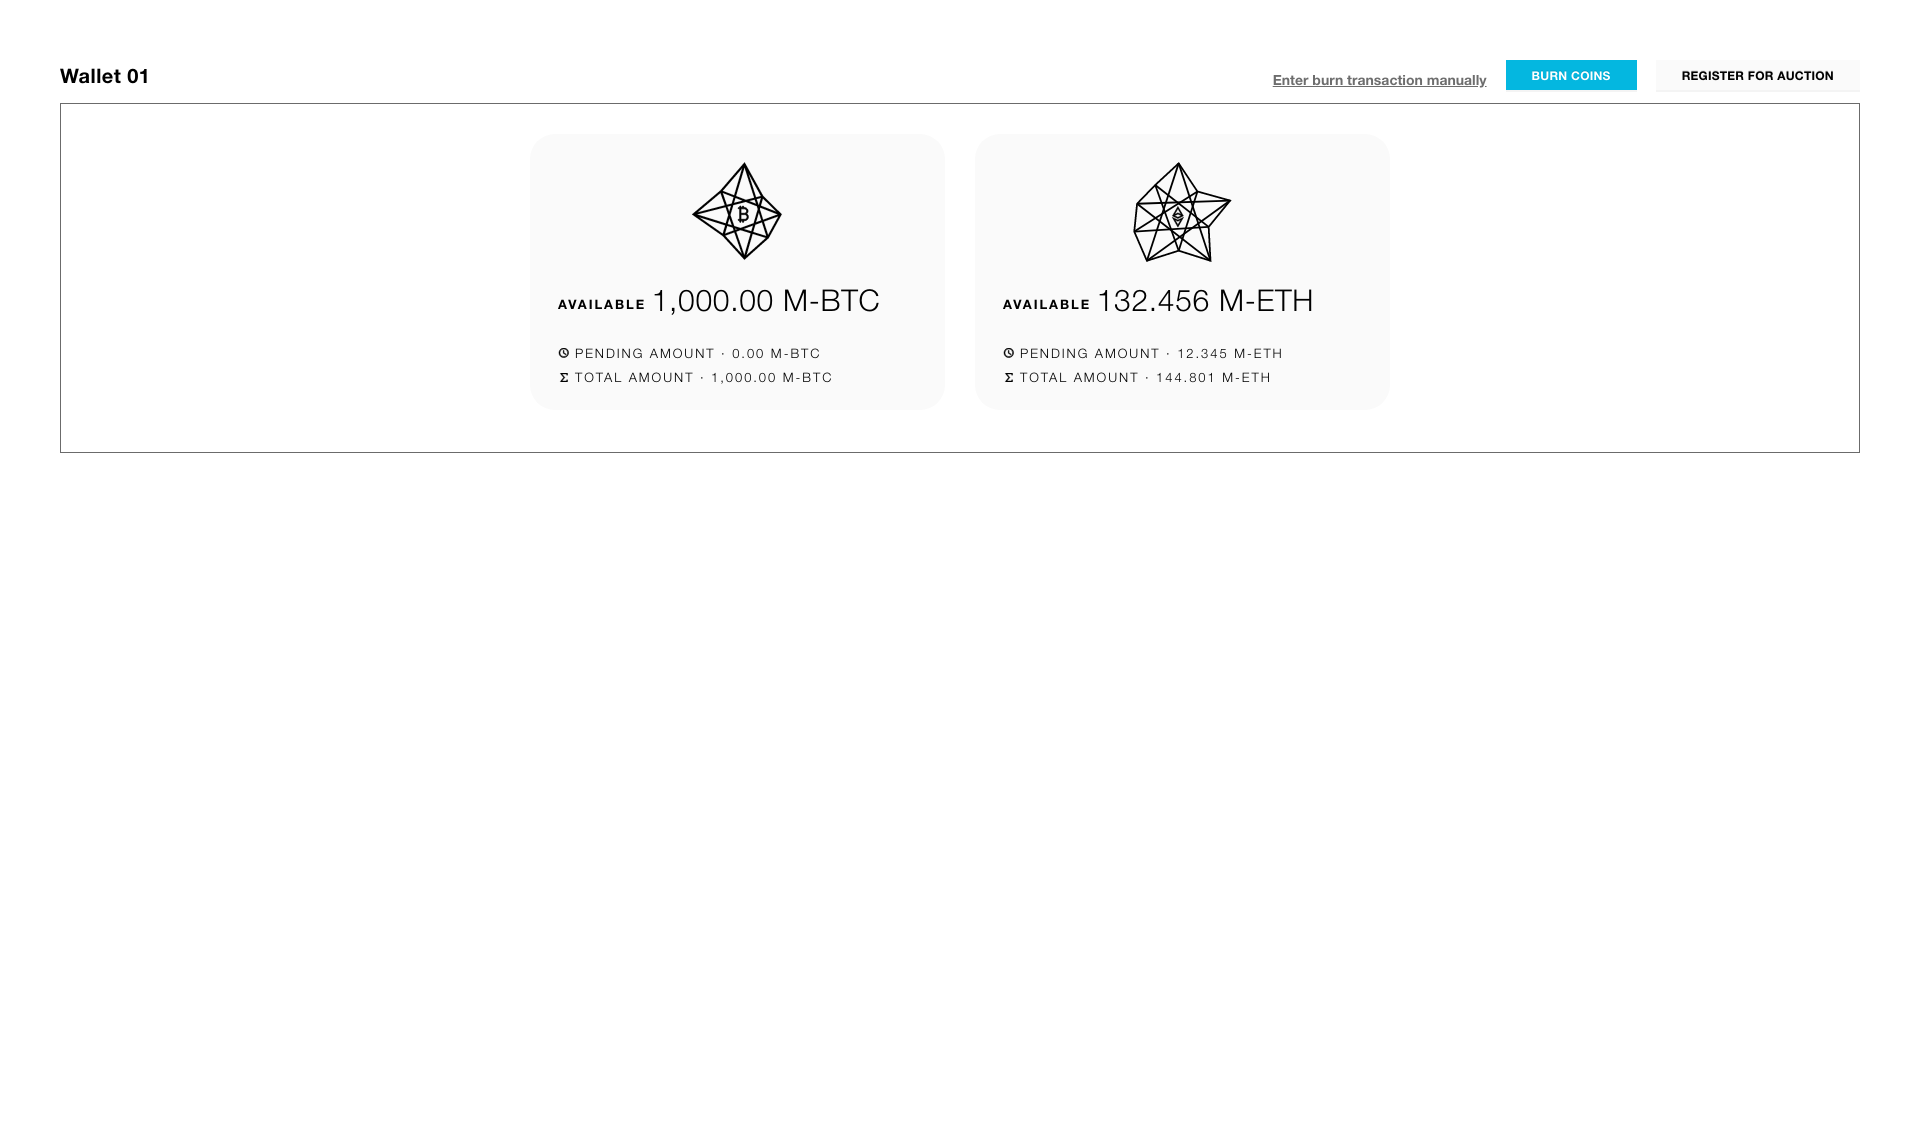 Wallet 01
Enter burn transaction manually
BURN COINS
REGISTER FOR AUCTION
AVAILABLE 1,000.00 M-BTC
PENDING AMOUNT · 0.00 M-BTC
Σ TOTAL AMOUNT · 1,000.00 M-BTC
AVAILABLE 132.456 M-ETH
PENDING AMOUNT · 12.345 M-ETH
Σ TOTAL AMOUNT · 144.801 M-ETH